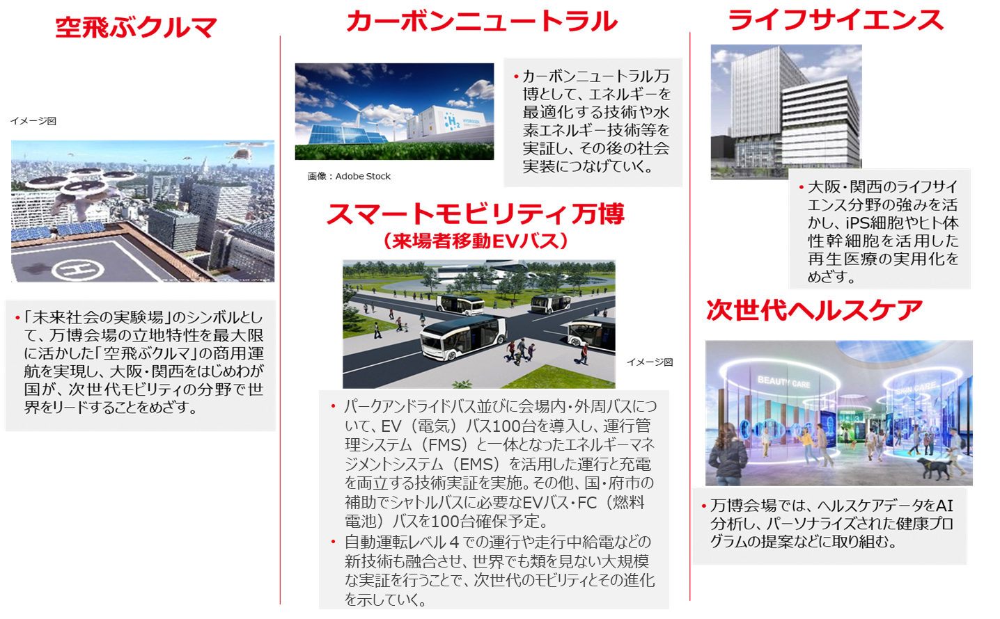 空飛ぶクルマ
イメージ図
H
•「未来社会の実験場」のシンボルとし
て、万博会場の立地特性を最大限
に活かした「空飛ぶクルマ」の商用運
航を実現し、大阪・関西をはじめわが
国が、次世代モビリティの分野で世
界をリードすることをめざす。
カーボンニュートラル
H2
HYDROGEN
画像：Adobe Stock
•カーボンニュートラル万
博として、エネルギーを
最適化する技術や水
素エネルギー技術等を
実証し、その後の社会
実装につなげていく。
スマートモビリティ万博
（来場者移動EVバス）
イメージ図
• パークアンドライドバス並びに会場内・外周バスにつ
いて、EV（電気）バス100台を導入し、運行管
理システム（FMS）と一体となったエネルギーマネ
ジメントシステム（EMS）を活用した運行と充電
を両立する技術実証を実施。その他、国・府市の
補助でシャトルバスに必要なEVバス・FC（燃料
電池）バスを100台確保予定。
• 自動運転レベル４での運行や走行中給電などの
新技術も融合させ、世界でも類を見ない大規模
な実証を行うことで、次世代のモビリティとその進化
を示していく。
ライフサイエンス
•大阪・関西のライフサイ
エンス分野の強みを活
かし、iPS細胞やヒト体
性幹細胞を活用した
再生医療の実用化を
めざす。
次世代ヘルスケア
BEAUTY CARE
SKIN CARE
•万博会場では、ヘルスケアデータをAI
分析し、パーソナライズされた健康プロ
グラムの提案などに取り組む。